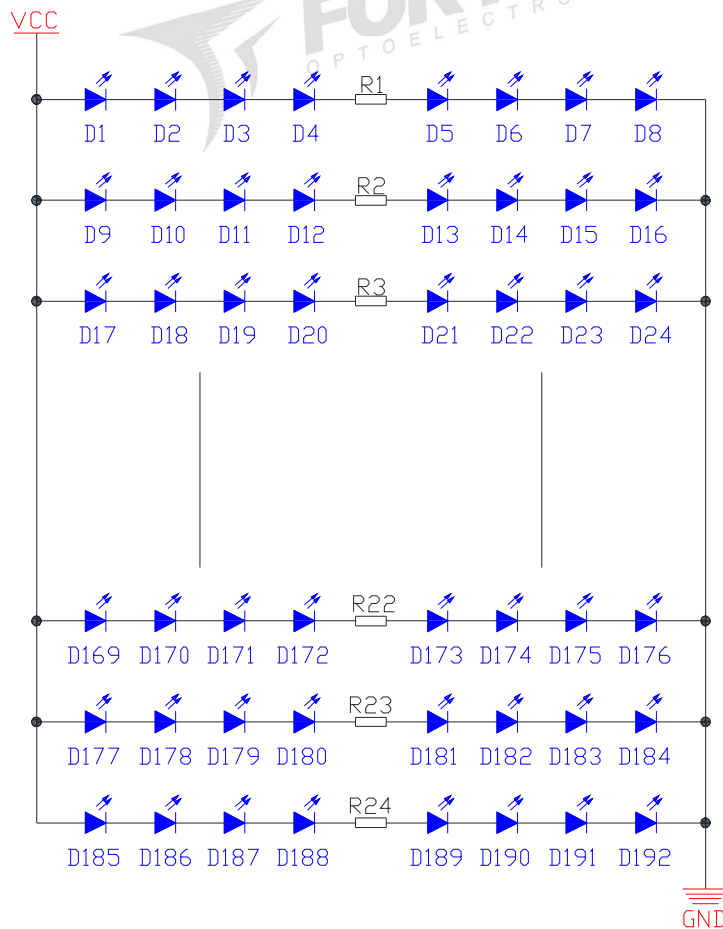 VCC
FOR
OPTOELECTRO
R1
D1 D2 D3 D4 D5 D6 D7 D8
R2
D9 D10 D11 D12 D13 D14 D15 D16
R3
D17 D18 D19 D20 D21 D22 D23 D24
R22
D169 D170 D171 D172 D173 D174 D175 D176
R23
D177 D178 D179 D180 D181 D182 D183 D184
R24
D185 D186 D187 D188 D189 D190 D191 D192
GND